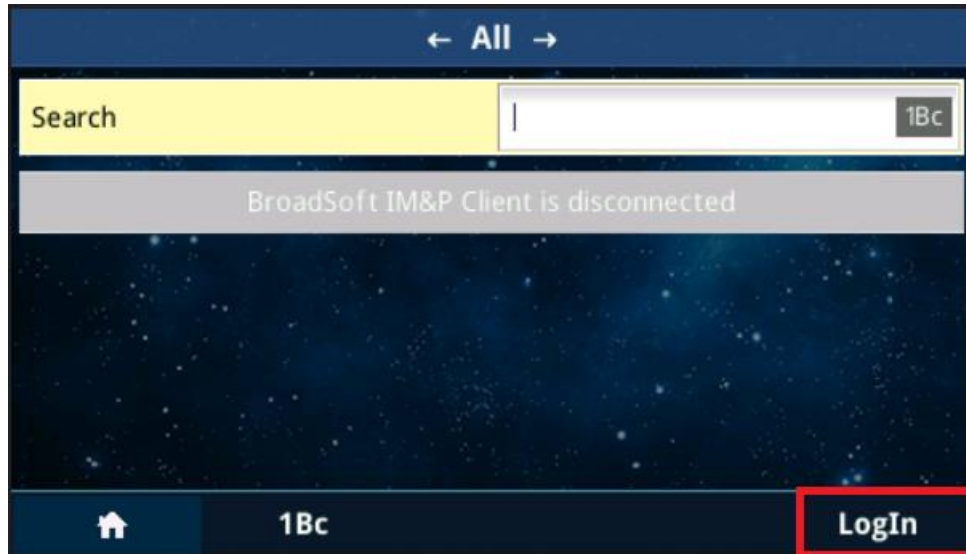 ← All →
Search 1Bc
BroadSoft IM&P Client is disconnected
1Bc LogIn